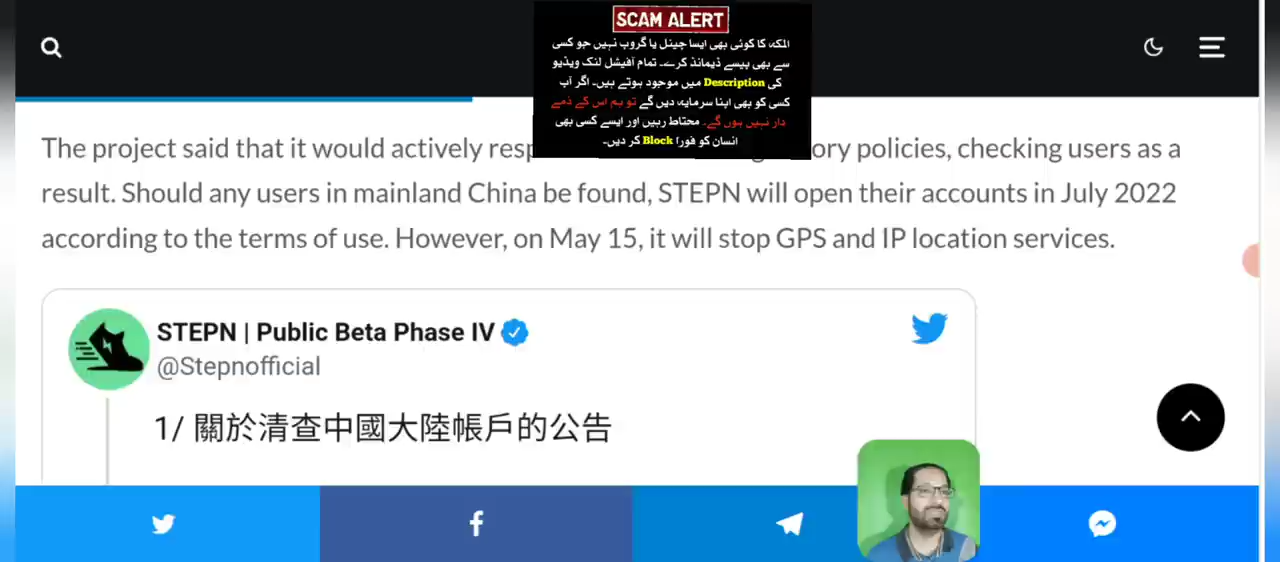 SCAM ALERT
المکہ کا کوئی بھی ایسا چینل یا گروپ نہیں جو کسی
سے بھی پیسے ڈیمانڈ کرے۔ تمام آفیشل لنک ویڈیو
کی Description میں موجود ہوتے ہیں۔ اگر آپ
کسی کو بھی اپنا سرمایہ دیں گے تو ہم اس کے ذمے
دار نہیں ہوں گے۔ محتاط رہیں اور ایسے کسی بھی
انسان کو فورا Block کر دیں۔
The project said that it would actively ory policies, checking users as a
result. Should any users in mainland China be found, STEPN will open their accounts in July 2022
according to the terms of use. However, on May 15, it will stop GPS and IP location services.
STEPN | Public Beta Phase IV
@Stepnofficial
1/ 關於清查中國大陸帳戶的公告